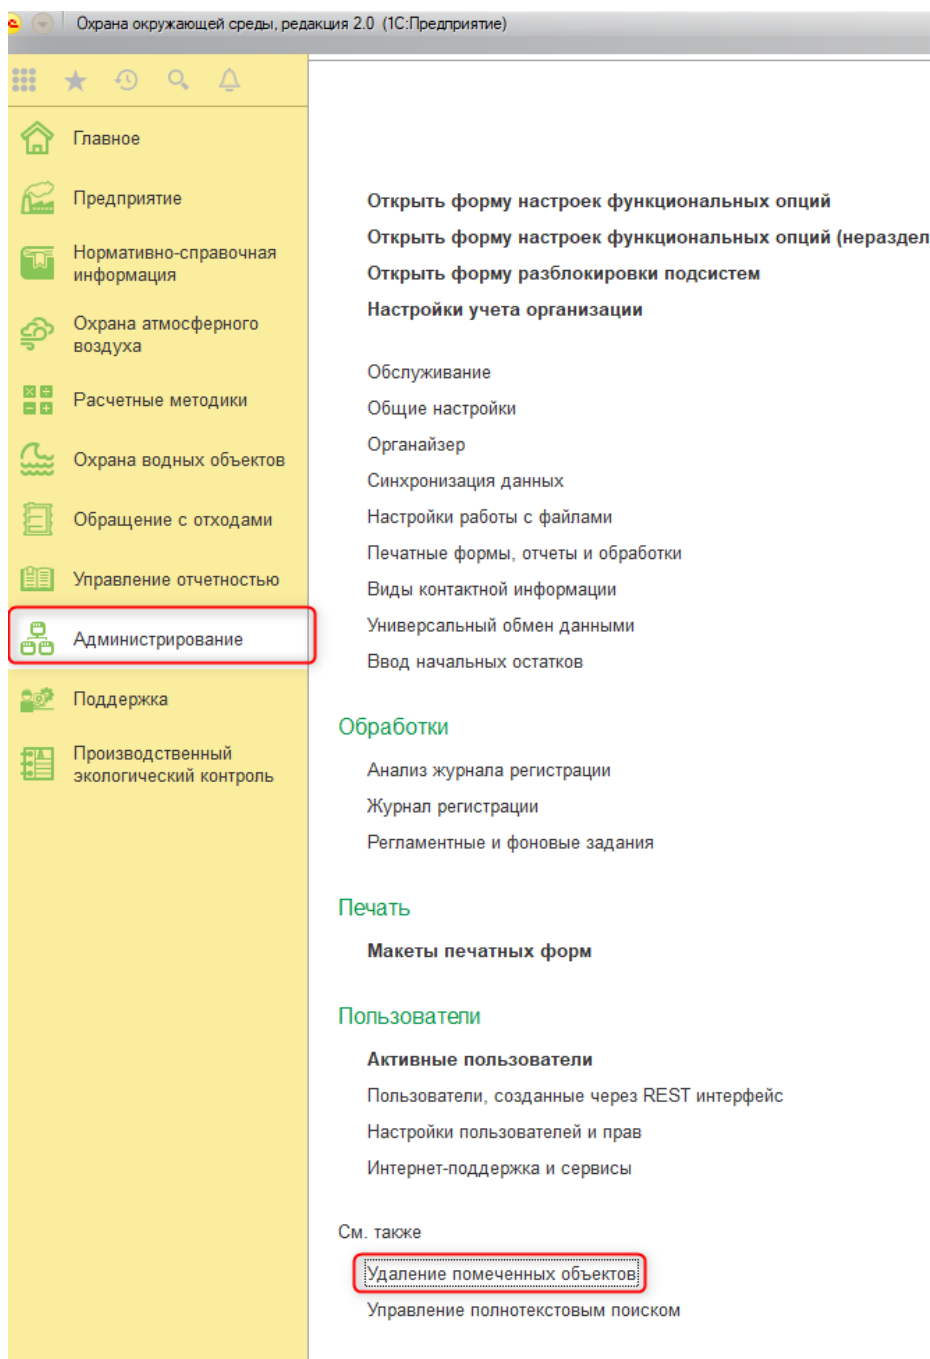 Охрана окружающей среды, редакция 2.0 (1С:Предприятие)
Главное
Предприятие
Нормативно-справочная
информация
Охрана атмосферного
воздуха
Расчетные методики
Охрана водных объектов
Обращение с отходами
Управление отчетностью
Администрирование
Поддержка
Производственный
экологический контроль
Открыть форму настроек функциональных опций
Открыть форму настроек функциональных опций (нераздел
Открыть форму разблокировки подсистем
Настройки учета организации
Обслуживание
Общие настройки
Органайзер
Синхронизация данных
Настройки работы с файлами
Печатные формы, отчеты и обработки
Виды контактной информации
Универсальный обмен данными
Ввод начальных остатков
Обработки
Анализ журнала регистрации
Журнал регистрации
Регламентные и фоновые задания
Печать
Макеты печатных форм
Пользователи
Активные пользователи
Пользователи, созданные через REST интерфейс
Настройки пользователей и прав
Интернет-поддержка и сервисы
См. также
Удаление помеченных объектов
Управление полнотекстовым поиском